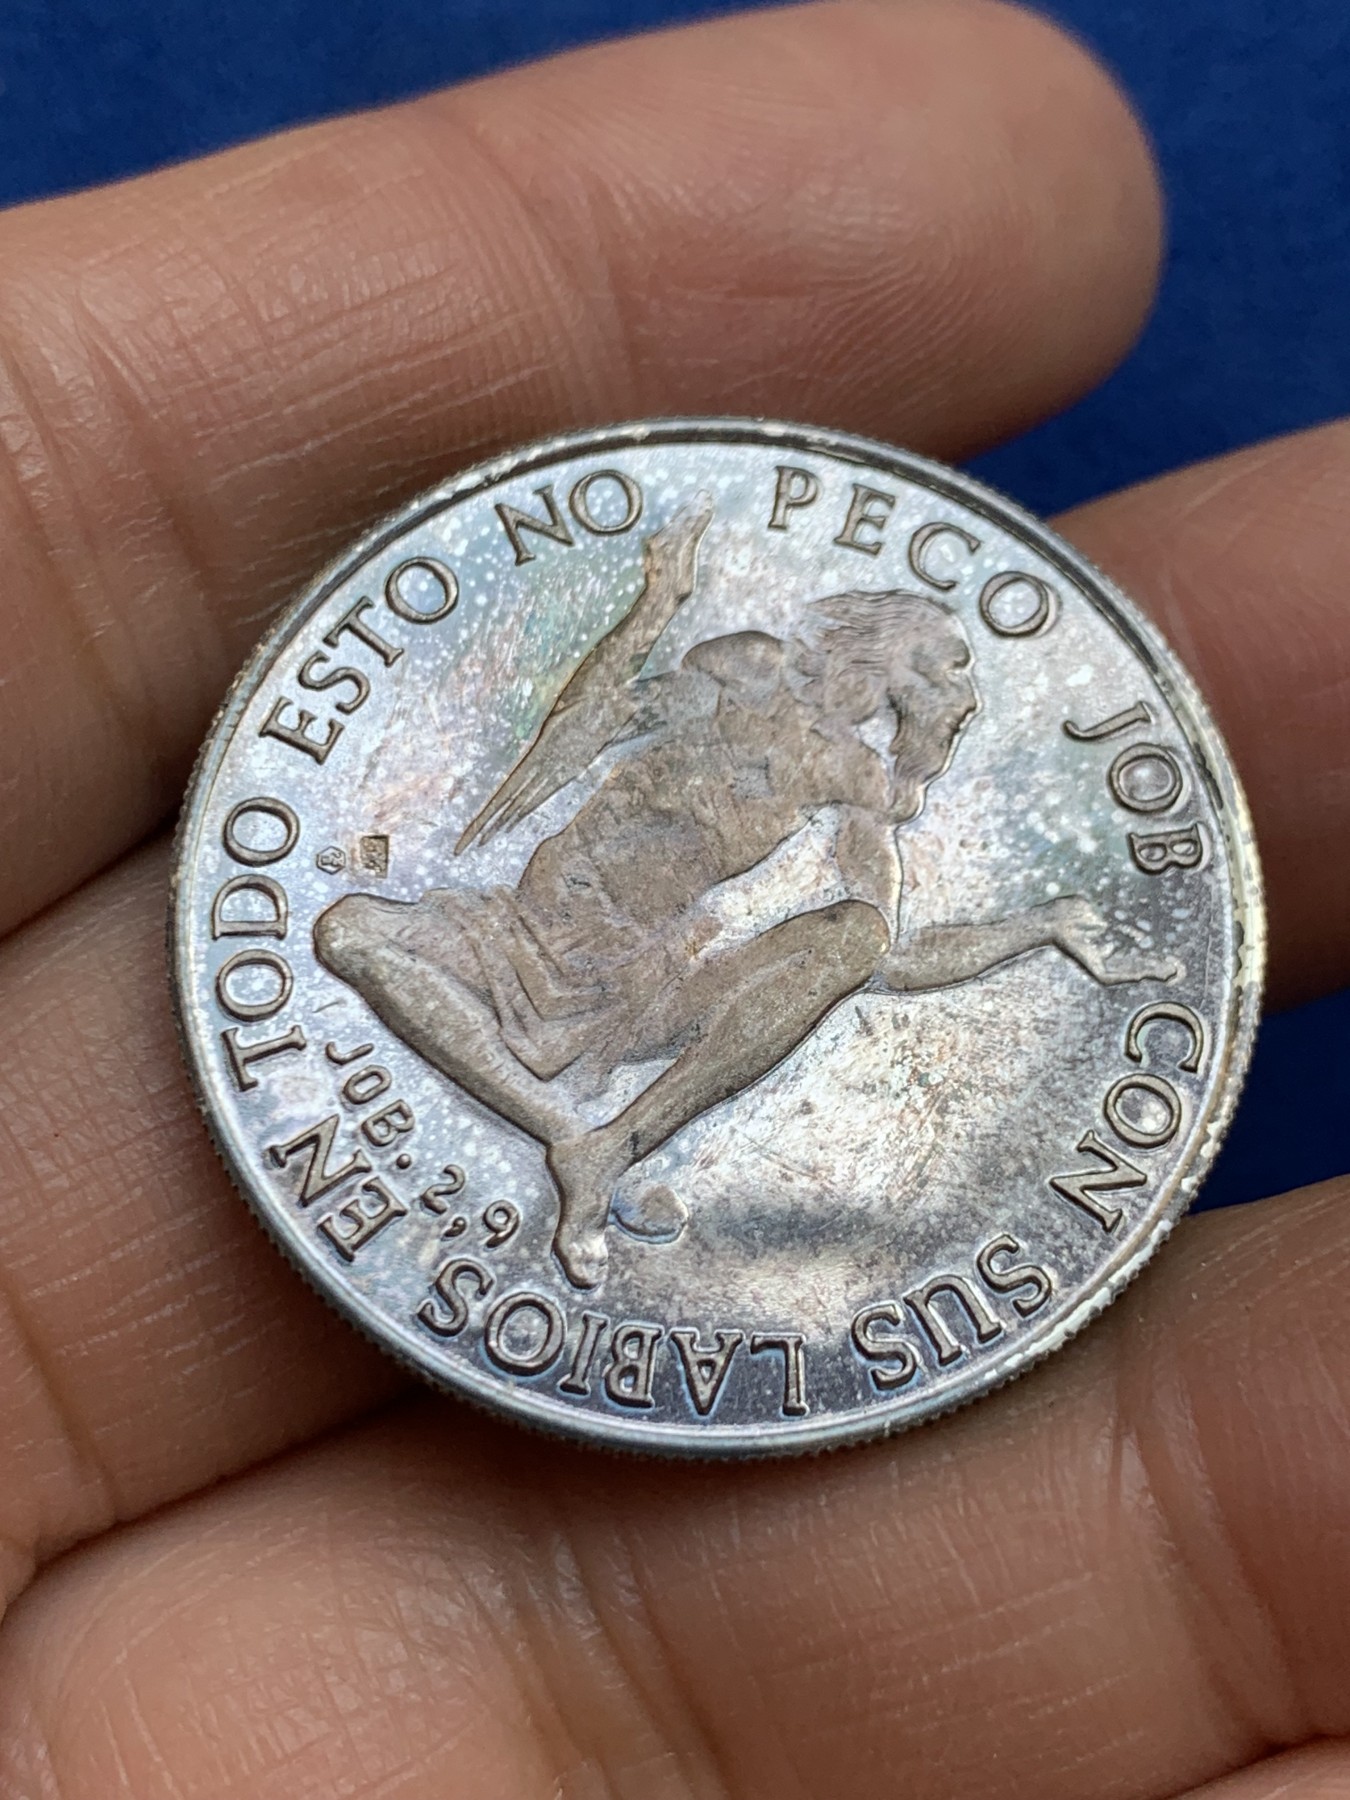 EN TODO ESTO NO PECO JOB CON SUS LABIOS
JOB. 2,9